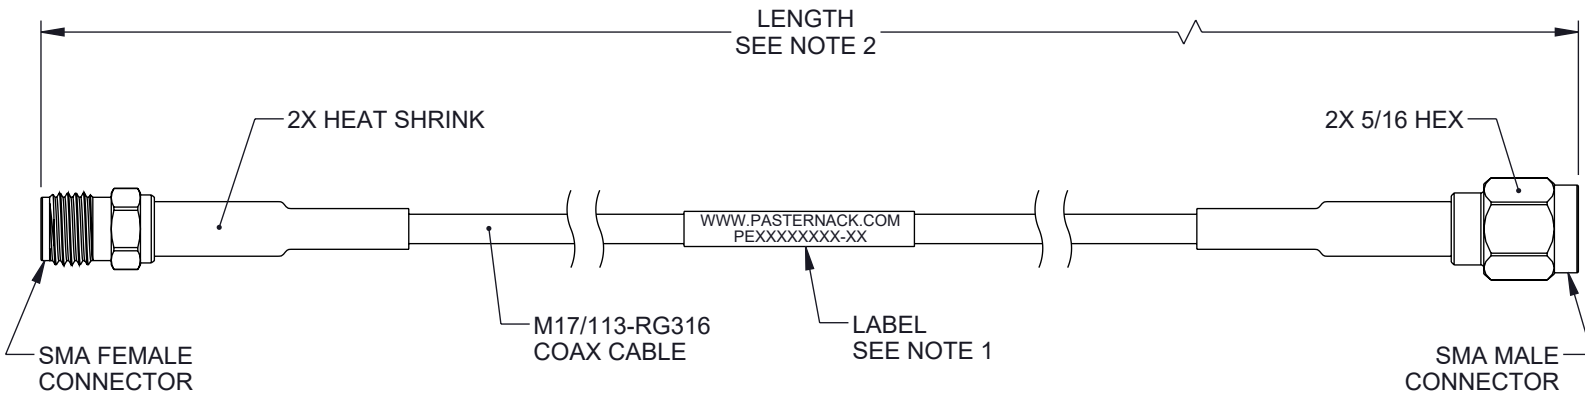 LENGTH
SEE NOTE 2
2X HEAT SHRINK
2X 5/16 HEX
WWW.PASTERNACK.COM
PEXXXXXXXX-XX
M17/113-RG316
COAX CABLE
LABEL
SEE NOTE 1
SMA FEMALE
CONNECTOR
SMA MALE
CONNECTOR